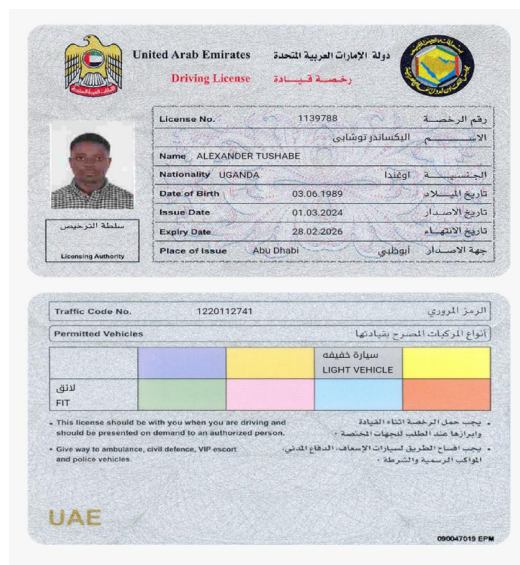 United Arab Emirates دولة الإمارات العربية المتحدة
Driving License رخصة قيادة
License No. 1139788 رقم الرخصة
اليكساندر توشابي الاسم
Name ALEXANDER TUSHABE
Nationality UGANDA اوغندا الجنسية
Date of Birth 03.06.1989 تاريخ الميلاد
Issue Date 01.03.2024 تاريخ الاصدار
Expiry Date 28.02.2026 تاريخ الانتهاء
Place of Issue Abu Dhabi أبوظبي جهة الاصدار
سلطة الترخيص
Licensing Authority
Traffic Code No. 1220112741 الرمز المروري
Permitted Vehicles أنواع المركبات المصرح بقيادتها
سيارة خفيفه
LIGHT VEHICLE
لائق
FIT
• This license should be with you when you are driving and
should be presented on demand to an authorized person.
• يجب حمل الرخصة اثناء القيادة
وابرازها عند الطلب للجهات المختصة •
• Give way to ambulance, civil defence, VIP escort
and police vehicles.
• يجب افساح الطريق لسيارات الإسعاف، الدفاع المدني،
المواكب الرسمية والشرطة •
UAE
090047019 EPM